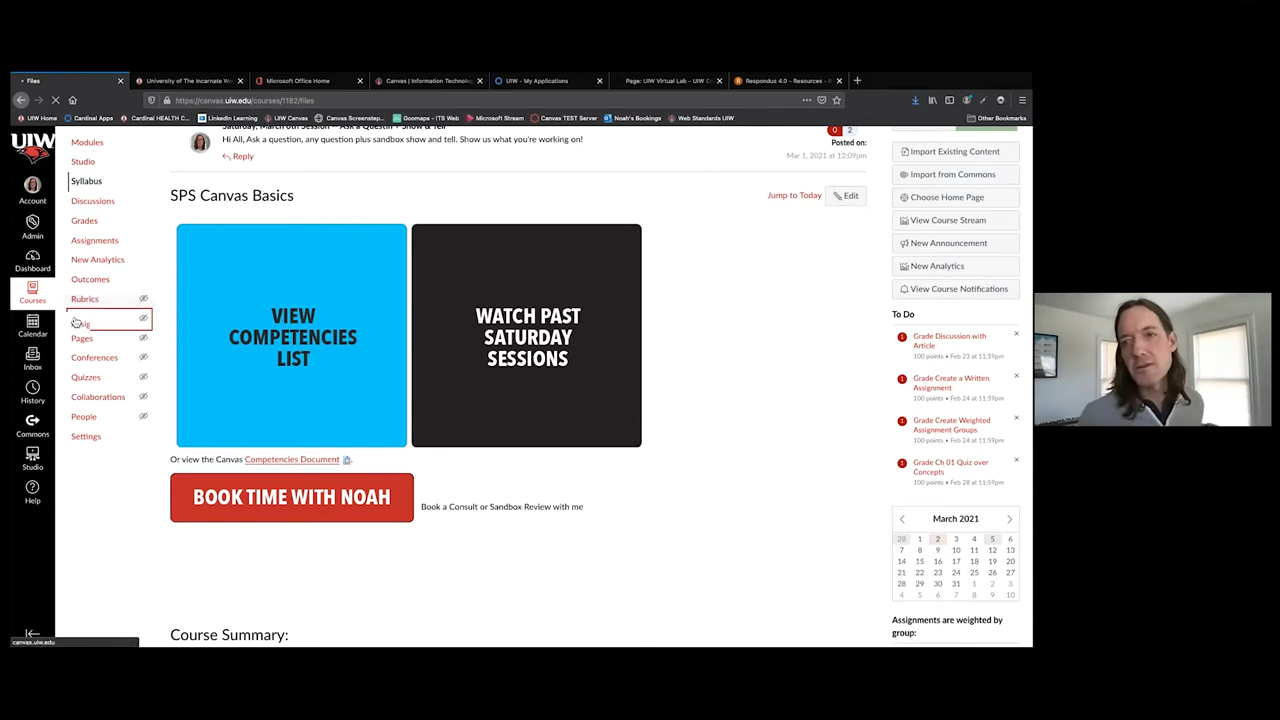 Files
University of The Incarnate Wo
Microsoft Office Home
Canvas | Information Technolo
UIW - My Applications
Page: UIW Virtual Lab - UIW C
Respondus 4.0 - Resources - R
https://canvas.uiw.edu/courses/1182/files
UIW Home
Cardinal Apps
Cardinal HEALTH C...
LinkedIn Learning
UIW Canvas
Canvas Screenstep...
Goomaps - ITS Web
Microsoft Stream
Canvas TEST Server
Noah's Bookings
Web Standards UIW
Other Bookmarks
UIW
Account
Admin
Dashboard
Courses
Calendar
Inbox
History
Commons
Studio
Help
Modules
Studio
Syllabus
Discussions
Grades
Assignments
New Analytics
Outcomes
Rubrics
Pages
Conferences
Quizzes
Collaborations
People
Settings
Hi All, Ask a question, any question plus sandbox show and tell. Show us what you're working on!
Reply
0 2
Posted on:
Mar 1, 2021 at 12:09pm
SPS Canvas Basics
Jump to Today
Edit
VIEW
COMPETENCIES
LIST
WATCH PAST
SATURDAY
SESSIONS
Or view the Canvas Competencies Document .
BOOK TIME WITH NOAH
Book a Consult or Sandbox Review with me
Course Summary:
Import Existing Content
Import from Commons
Choose Home Page
View Course Stream
New Announcement
New Analytics
View Course Notifications
To Do
1 Grade Discussion with
Article
100 points • Feb 23 at 11:59pm
1 Grade Create a Written
Assignment
100 points • Feb 24 at 11:59pm
1 Grade Create Weighted
Assignment Groups
100 points • Feb 24 at 11:59pm
1 Grade Ch 01 Quiz over
Concepts
100 points • Feb 28 at 11:59pm
March 2021
28 1 2 3 4 5 6
7 8 9 10 11 12 13
14 15 16 17 18 19 20
21 22 23 24 25 26 27
28 29 30 31 1 2 3
4 5 6 7 8 9 10
Assignments are weighted by
group:
canvas.uiw.edu